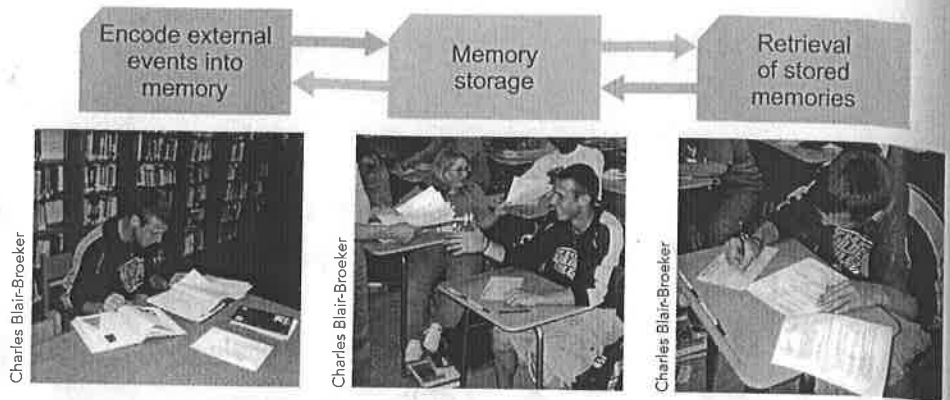 Encode external
events into
memory
Memory
storage
Retrieval
of stored
memories
Charles Blair-Broeker
Charles Blair-Broeker
Charles Blair-Broeker